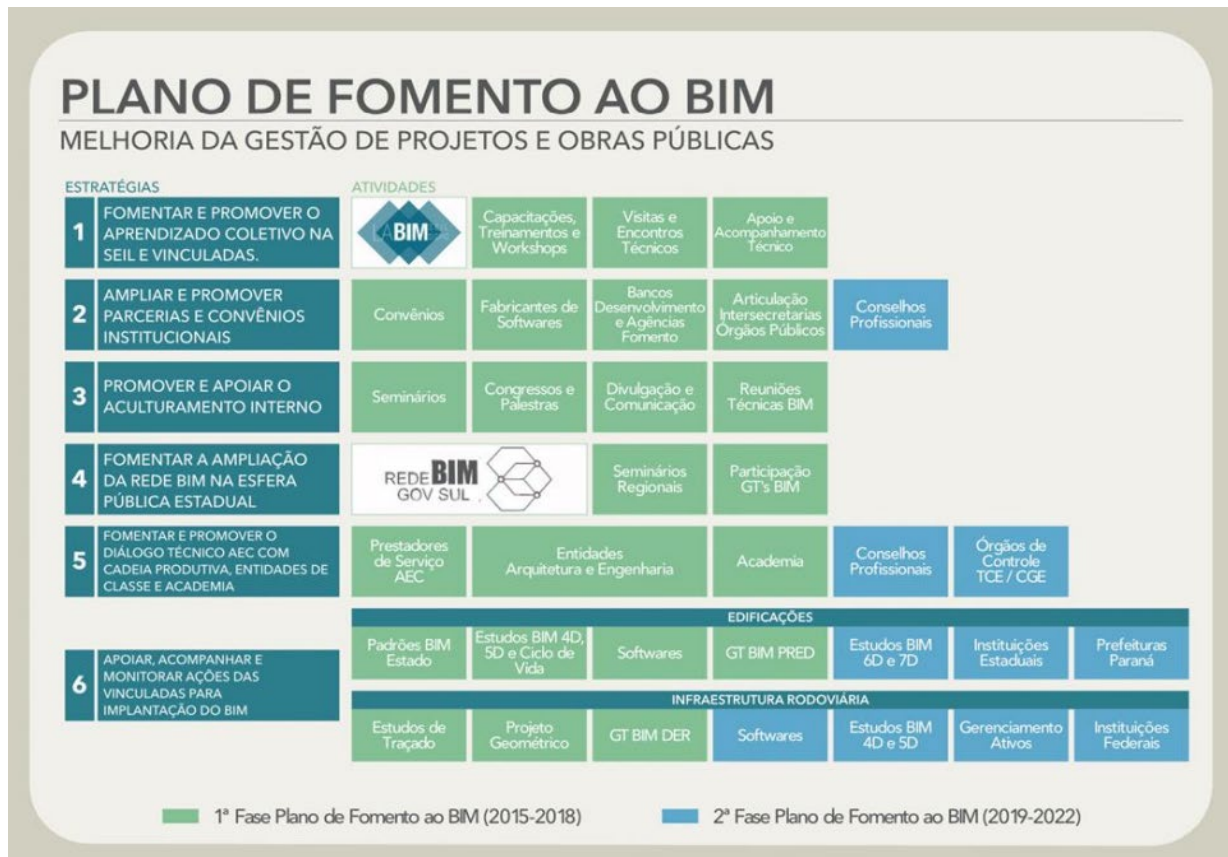 PLANO DE FOMENTO AO BIM
MELHORIA DA GESTÃO DE PROJETOS E OBRAS PÚBLICAS
ESTRATÉGIAS
ATIVIDADES
1
FOMENTAR E PROMOVER O
APRENDIZADO COLETIVO NA
SEIL E VINCULADAS.
BIM
Capacitações,
Treinamentos e
Workshops
Visitas e
Encontros
Técnicos
Apoio e
Acompanhamento
Técnico
2
AMPLIAR E PROMOVER
PARCERIAS E CONVÊNIOS
INSTITUCIONAIS
Convênios
Fabricantes de
Softwares
Bancos
Desenvolvimento
e Agências
Fomento
Articulação
Intersecretarias
Órgãos Públicos
Conselhos
Profissionais
3
PROMOVER E APOIAR O
ACULTURAMENTO INTERNO
Seminários
Congressos e
Palestras
Divulgação e
Comunicação
Reuniões
Técnicas BIM
4
FOMENTAR A AMPLIAÇÃO
DA REDE BIM NA ESFERA
PÚBLICA ESTADUAL
REDE BIM
GOV SUL
Seminários
Regionais
Participação
GT's BIM
5
FOMENTAR E PROMOVER O
DIÁLOGO TÉCNICO AEC COM
CADEIA PRODUTIVA, ENTIDADES DE
CLASSE E ACADEMIA
Prestadores
de Serviço
AEC
Entidades
Arquitetura e Engenharia
Academia
Conselhos
Profissionais
Órgãos de
Controle
TCE / CGE
6
APOIAR, ACOMPANHAR E
MONITORAR AÇÕES DAS
VINCULADAS PARA
IMPLANTAÇÃO DO BIM
EDIFICAÇÕES
Padrões BIM
Estado
Estudos BIM 4D,
5D e Ciclo de
Vida
Softwares
GT BIM PRED
Estudos BIM
6D e 7D
Instituições
Estaduais
Prefeituras
Paraná
INFRAESTRUTURA RODOVIÁRIA
Estudos de
Traçado
Projeto
Geométrico
GT BIM DER
Softwares
Estudos BIM
4D e 5D
Gerenciamento
Ativos
Instituições
Federais
1ª Fase Plano de Fomento ao BIM (2015-2018)
2ª Fase Plano de Fomento ao BIM (2019-2022)